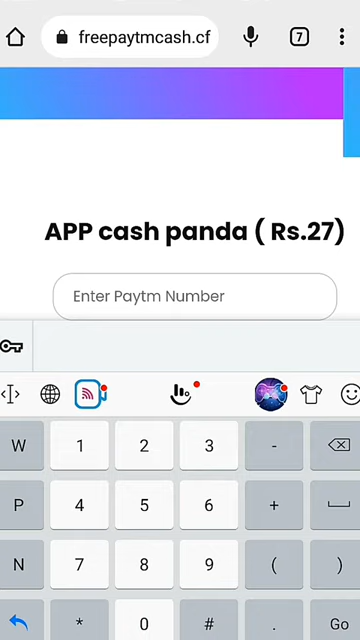 freepaytmcash.cf
7
APP cash panda ( Rs.27)
Enter Paytm Number
W 1 2 3 -
P 4 5 6 +
N 7 8 9 ( )
* 0 # . Go